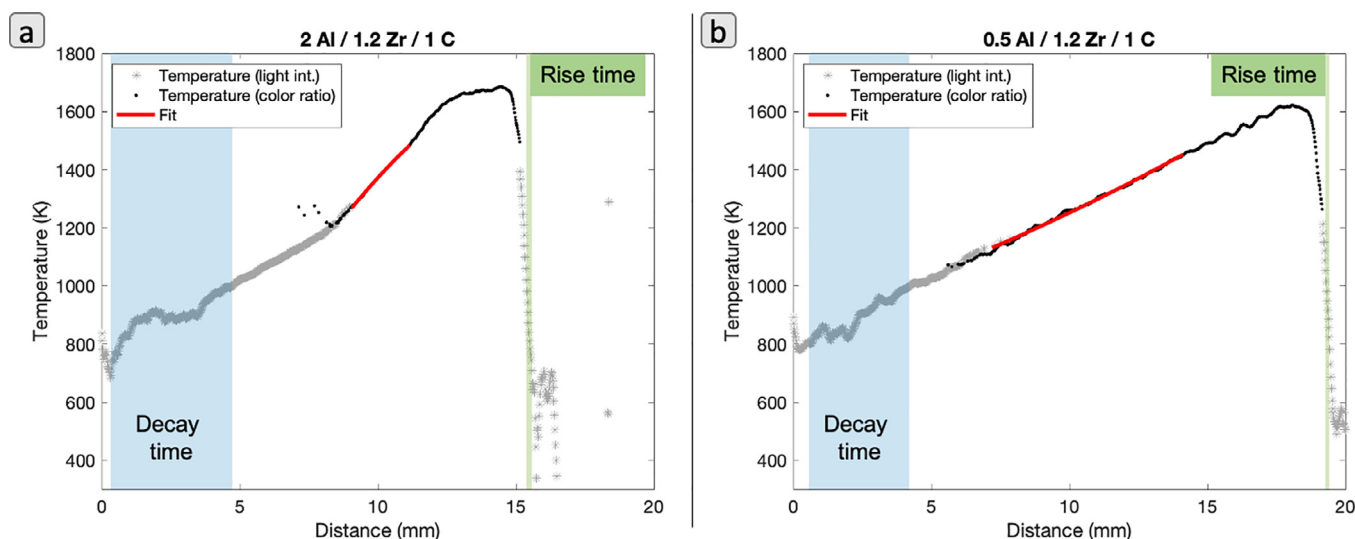 a
2 Al / 1.2 Zr / 1 C
1800
1600
1400
1200
1000
800
600
400
Temperature (K)
Temperature (light int.)
Temperature (color ratio)
Fit
Rise time
Decay
time
0
5
10
15
20
Distance (mm)
b
0.5 Al / 1.2 Zr / 1 C
1800
1600
1400
1200
1000
800
600
400
Temperature (K)
Temperature (light int.)
Temperature (color ratio)
Fit
Rise time
Decay
time
0
5
10
15
20
Distance (mm)